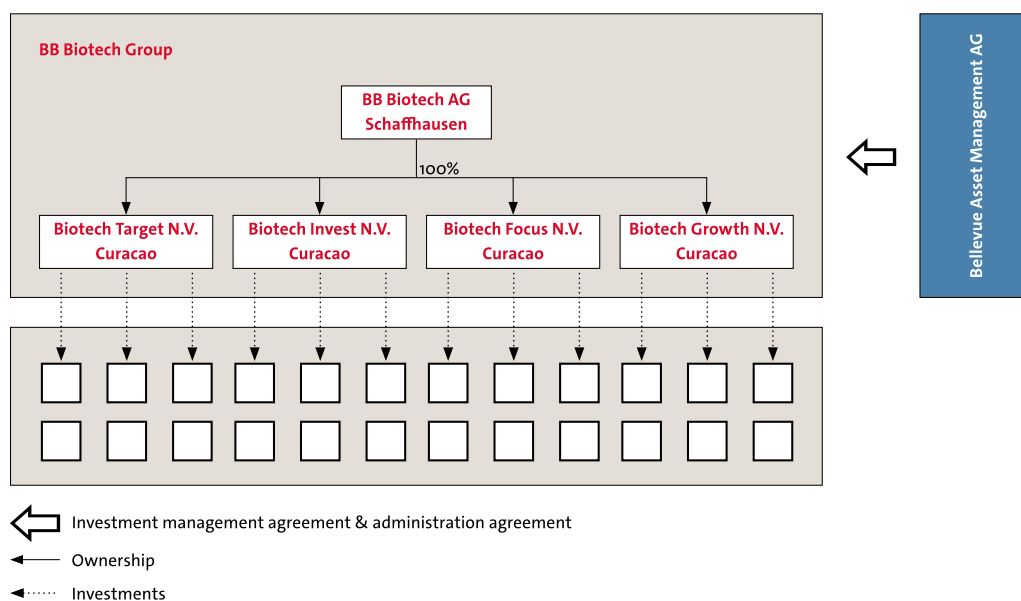 BB Biotech Group
BB Biotech AG
Schaffhausen
100%
Biotech Target N.V.
Curacao
Biotech Invest N.V.
Curacao
Biotech Focus N.V.
Curacao
Biotech Growth N.V.
Curacao
Bellevue Asset Management AG
Investment management agreement & administration agreement
Ownership
Investments